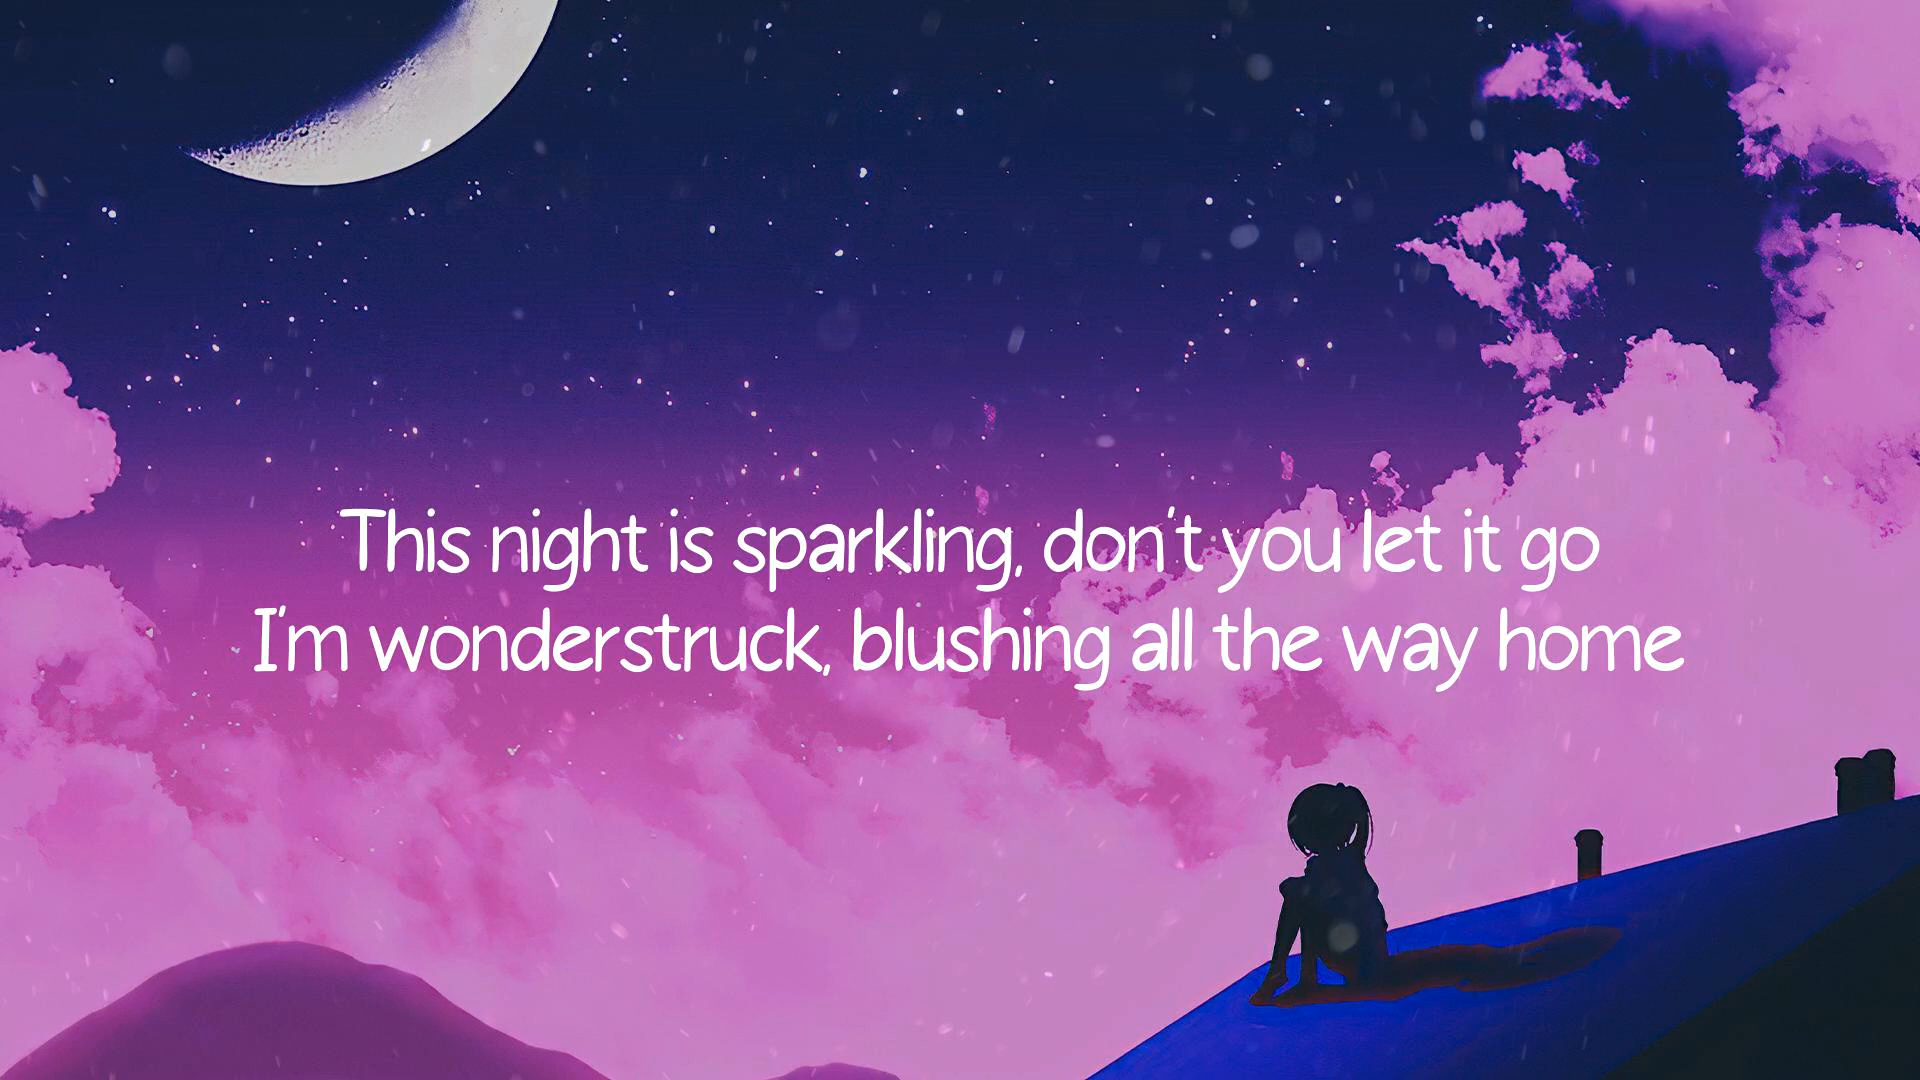 This night is sparkling, don't you let it go
I'm wonderstruck, blushing all the way home